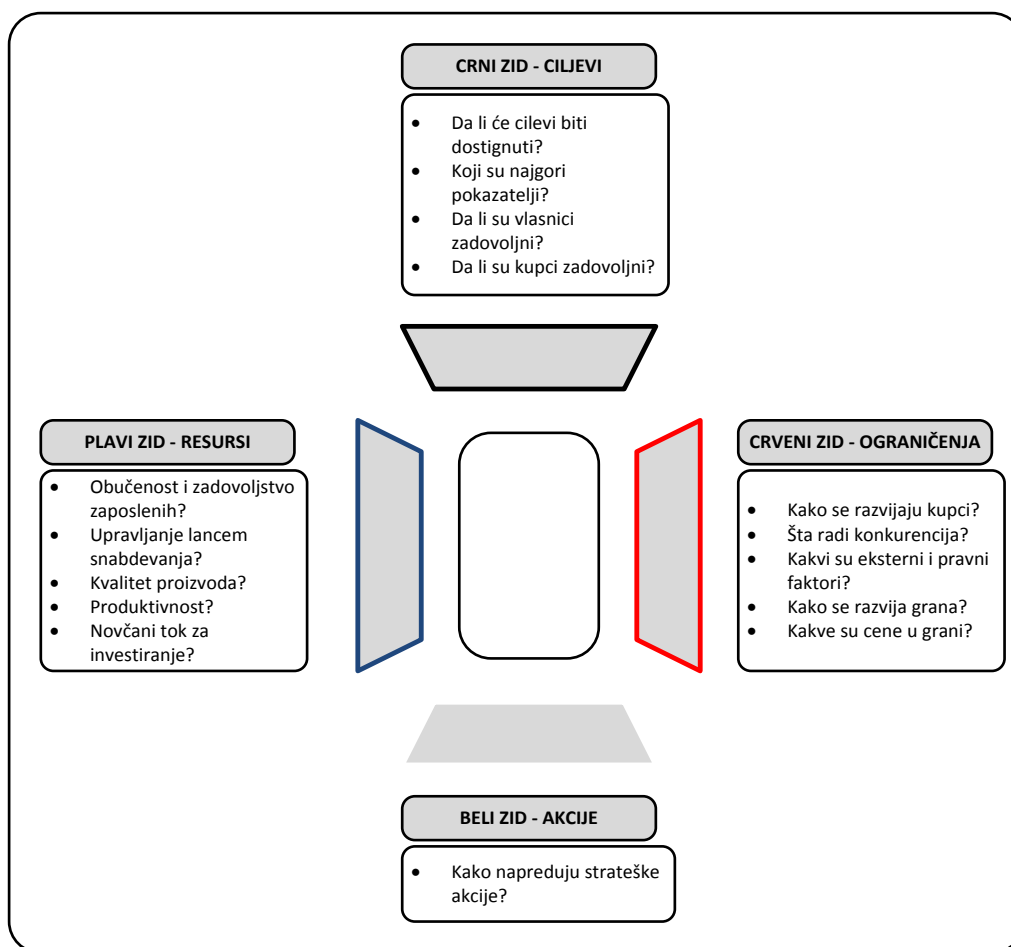 CRNI ZID - CILJEVI
• Da li će cilevi biti
dostignuti?
• Koji su najgori
pokazatelji?
• Da li su vlasnici
zadovoljni?
• Da li su kupci zadovoljni?
PLAVI ZID - RESURSI
• Obučenost i zadovoljstvo
zaposlenih?
• Upravljanje lancem
snabdevanja?
• Kvalitet proizvoda?
• Produktivnost?
• Novčani tok za
investiranje?
CRVENI ZID - OGRANIČENJA
• Kako se razvijaju kupci?
• Šta radi konkurencija?
• Kakvi su eksterni i pravni
faktori?
• Kako se razvija grana?
• Kakve su cene u grani?
BELI ZID - AKCIJE
• Kako napreduju strateške
akcije?